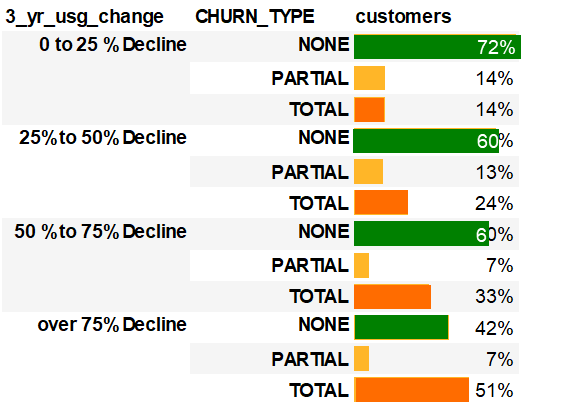 3_yr_usg_change CHURN_TYPE customers
0 to 25 % Decline NONE 72%
PARTIAL 14%
TOTAL 14%
25% to 50% Decline NONE 60%
PARTIAL 13%
TOTAL 24%
50 % to 75% Decline NONE 60%
PARTIAL 7%
TOTAL 33%
over 75% Decline NONE 42%
PARTIAL 7%
TOTAL 51%